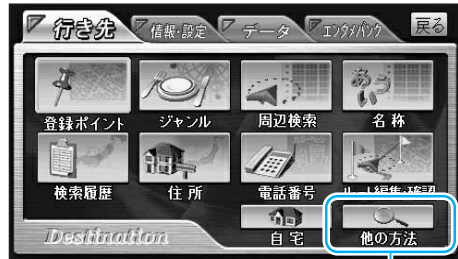 行き先 情報・設定 データ エンタメバンク 戻る
登録ポイント ジャンル 周辺検索 名称
検索履歴 住所 電話番号 ルート編集・確認
Destination 自宅 他の方法